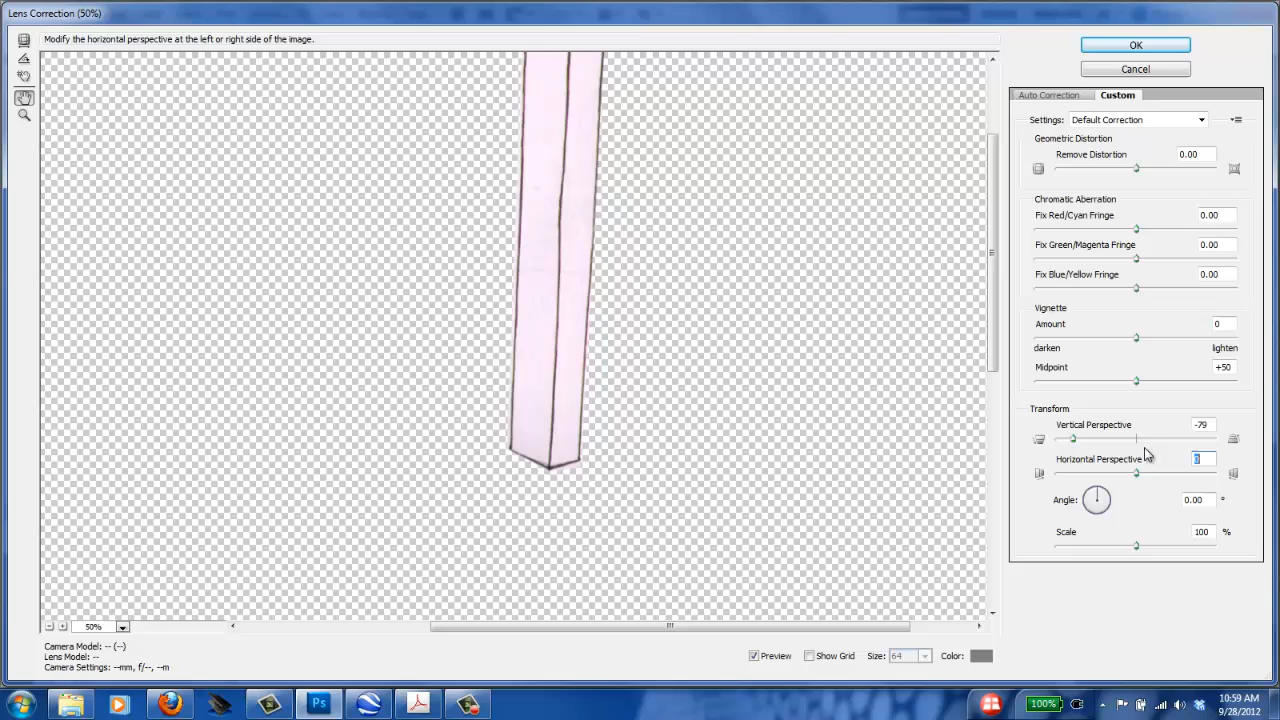 Lens Correction (50%)
Modify the horizontal perspective at the left or right side of the image.
OK
Cancel
Auto Correction Custom
Settings: Default Correction
Geometric Distortion
Remove Distortion 0.00
Chromatic Aberration
Fix Red/Cyan Fringe 0.00
Fix Green/Magenta Fringe 0.00
Fix Blue/Yellow Fringe 0.00
Vignette
Amount 0
darken lighten
Midpoint +50
Transform
Vertical Perspective -79
Horizontal Perspective 0
Angle: 0.00 °
Scale 100 %
50%
Camera Model: -- (--)
Lens Model: --
Camera Settings: --mm, f/--, --m
Preview Show Grid Size: 64 Color:
Ps 100% 10:59 AM
9/28/2012